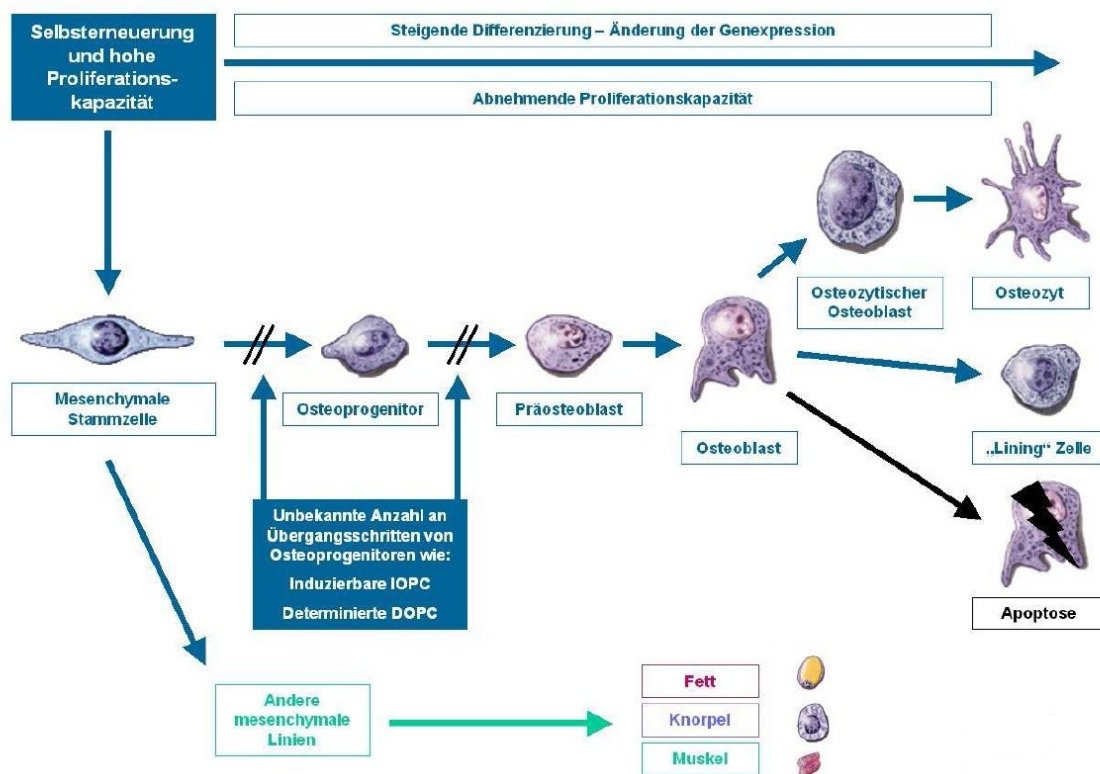 Selbsterneuerung
und hohe
Proliferations-
kapazität
Steigende Differenzierung – Änderung der Genexpression
Abnehmende Proliferationskapazität
Osteozytischer
Osteoblast
Osteozyt
Mesenchymale
Stammzelle
Osteoprogenitor
Präosteoblast
Osteoblast
„Lining“ Zelle
Unbekannte Anzahl an
Übergangsschritten von
Osteoprogenitoren wie:
Induzierbare IOPC
Determinierte DOPC
Apoptose
Andere
mesenchymale
Linien
Fett
Knorpel
Muskel